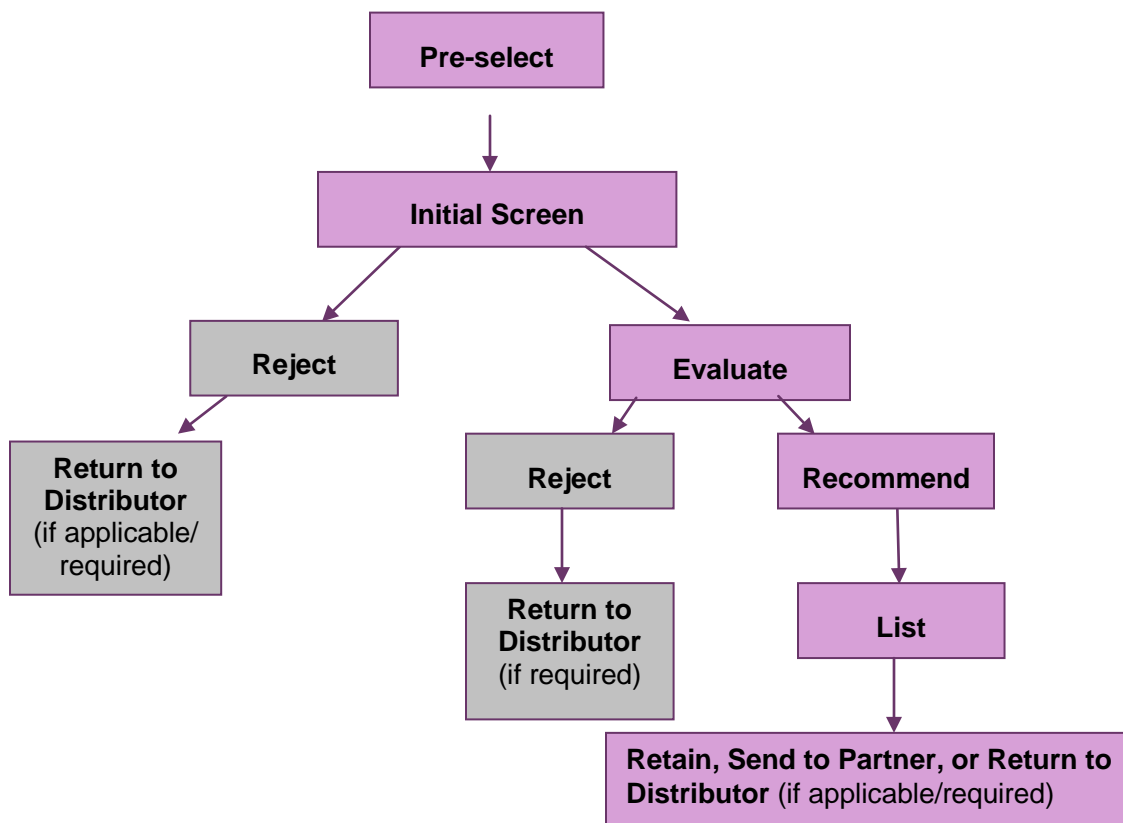 Pre-select
Initial Screen
Reject
Evaluate
Return to
Distributor
(if applicable/
required)
Reject
Recommend
Return to
Distributor
(if required)
List
Retain, Send to Partner, or Return to
Distributor (if applicable/required)